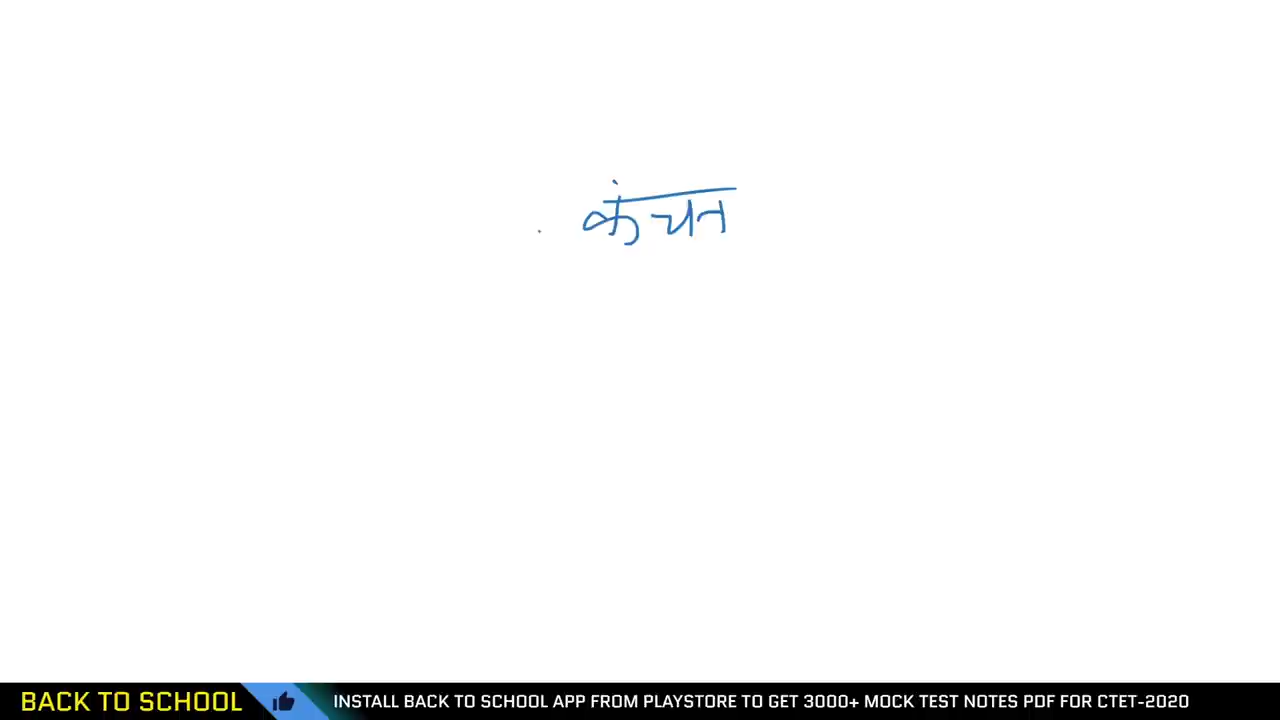 कंचन
BACK TO SCHOOL
INSTALL BACK TO SCHOOL APP FROM PLAYSTORE TO GET 3000+ MOCK TEST NOTES PDF FOR CTET-2020